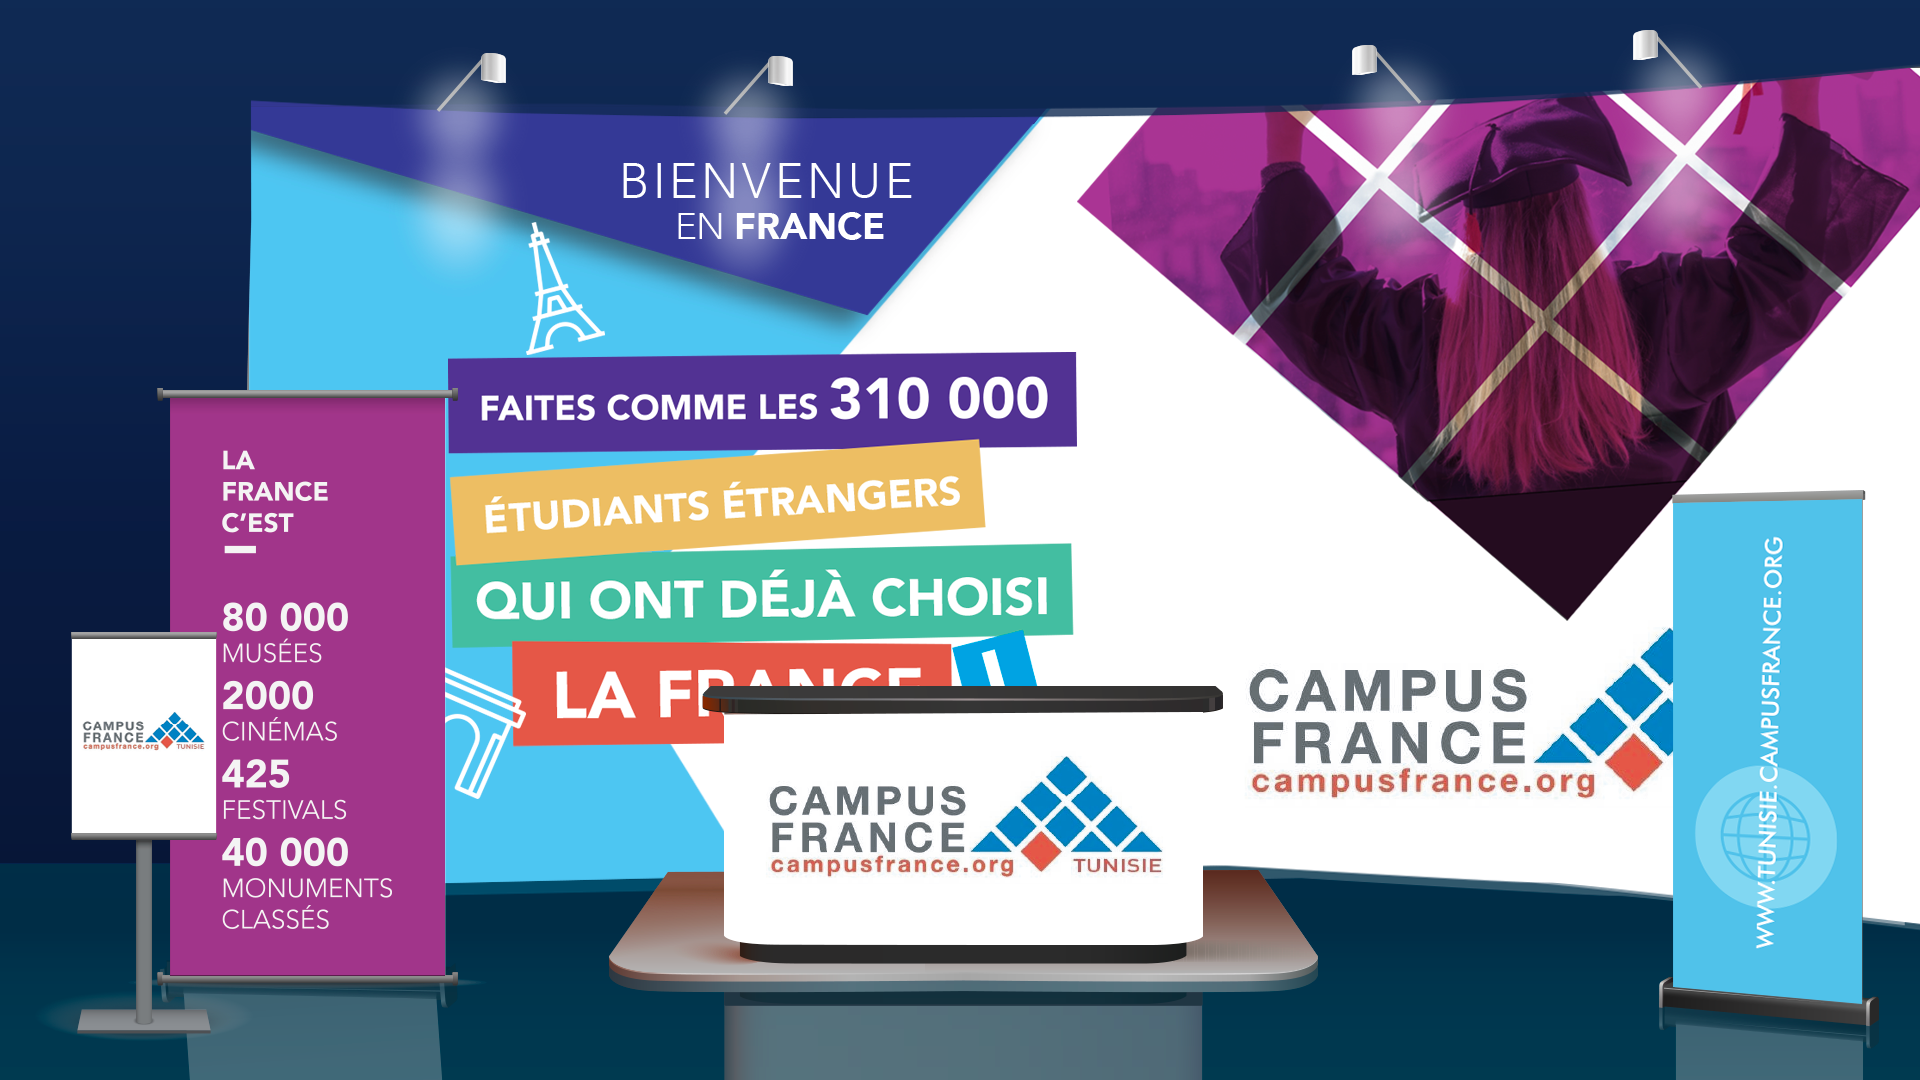 BIENVENUE
EN FRANCE
FAITES COMME LES 310 000
ÉTUDIANTS ÉTRANGERS
QUI ONT DÉJÀ CHOISI
LA FRANCE
LA
FRANCE
C'EST
80 000
MUSÉES
2000
CINÉMAS
425
FESTIVALS
40 000
MONUMENTS
CLASSÉS
CAMPUS
FRANCE
campusfrance.org
TUNISIE
CAMPUS
FRANCE
campusfrance.org
TUNISIE
CAMPUS
FRANCE
campusfrance.org
WWW.TUNISIE.CAMPUSFRANCE.ORG